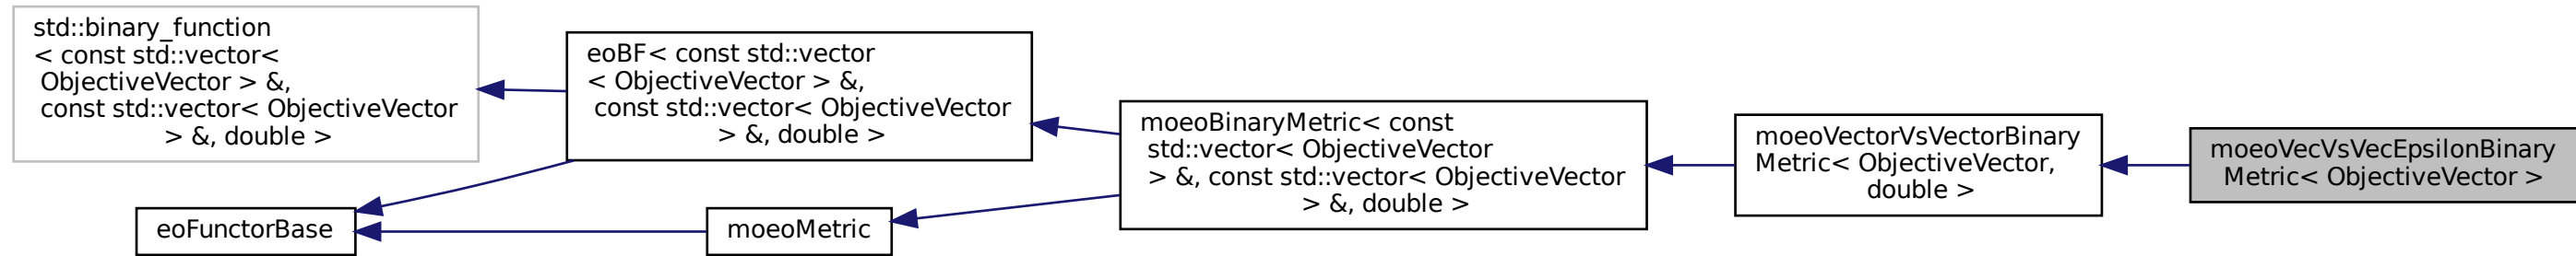 std::binary_function
< const std::vector<
ObjectiveVector > &,
const std::vector< ObjectiveVector
> &, double >
eoBF< const std::vector
< ObjectiveVector > &,
const std::vector< ObjectiveVector
> &, double >
eoFunctorBase
moeoMetric
moeoBinaryMetric< const
std::vector< ObjectiveVector
> &, const std::vector< ObjectiveVector
> &, double >
moeoVectorVsVectorBinary
Metric< ObjectiveVector,
double >
moeoVecVsVecEpsilonBinary
Metric< ObjectiveVector >